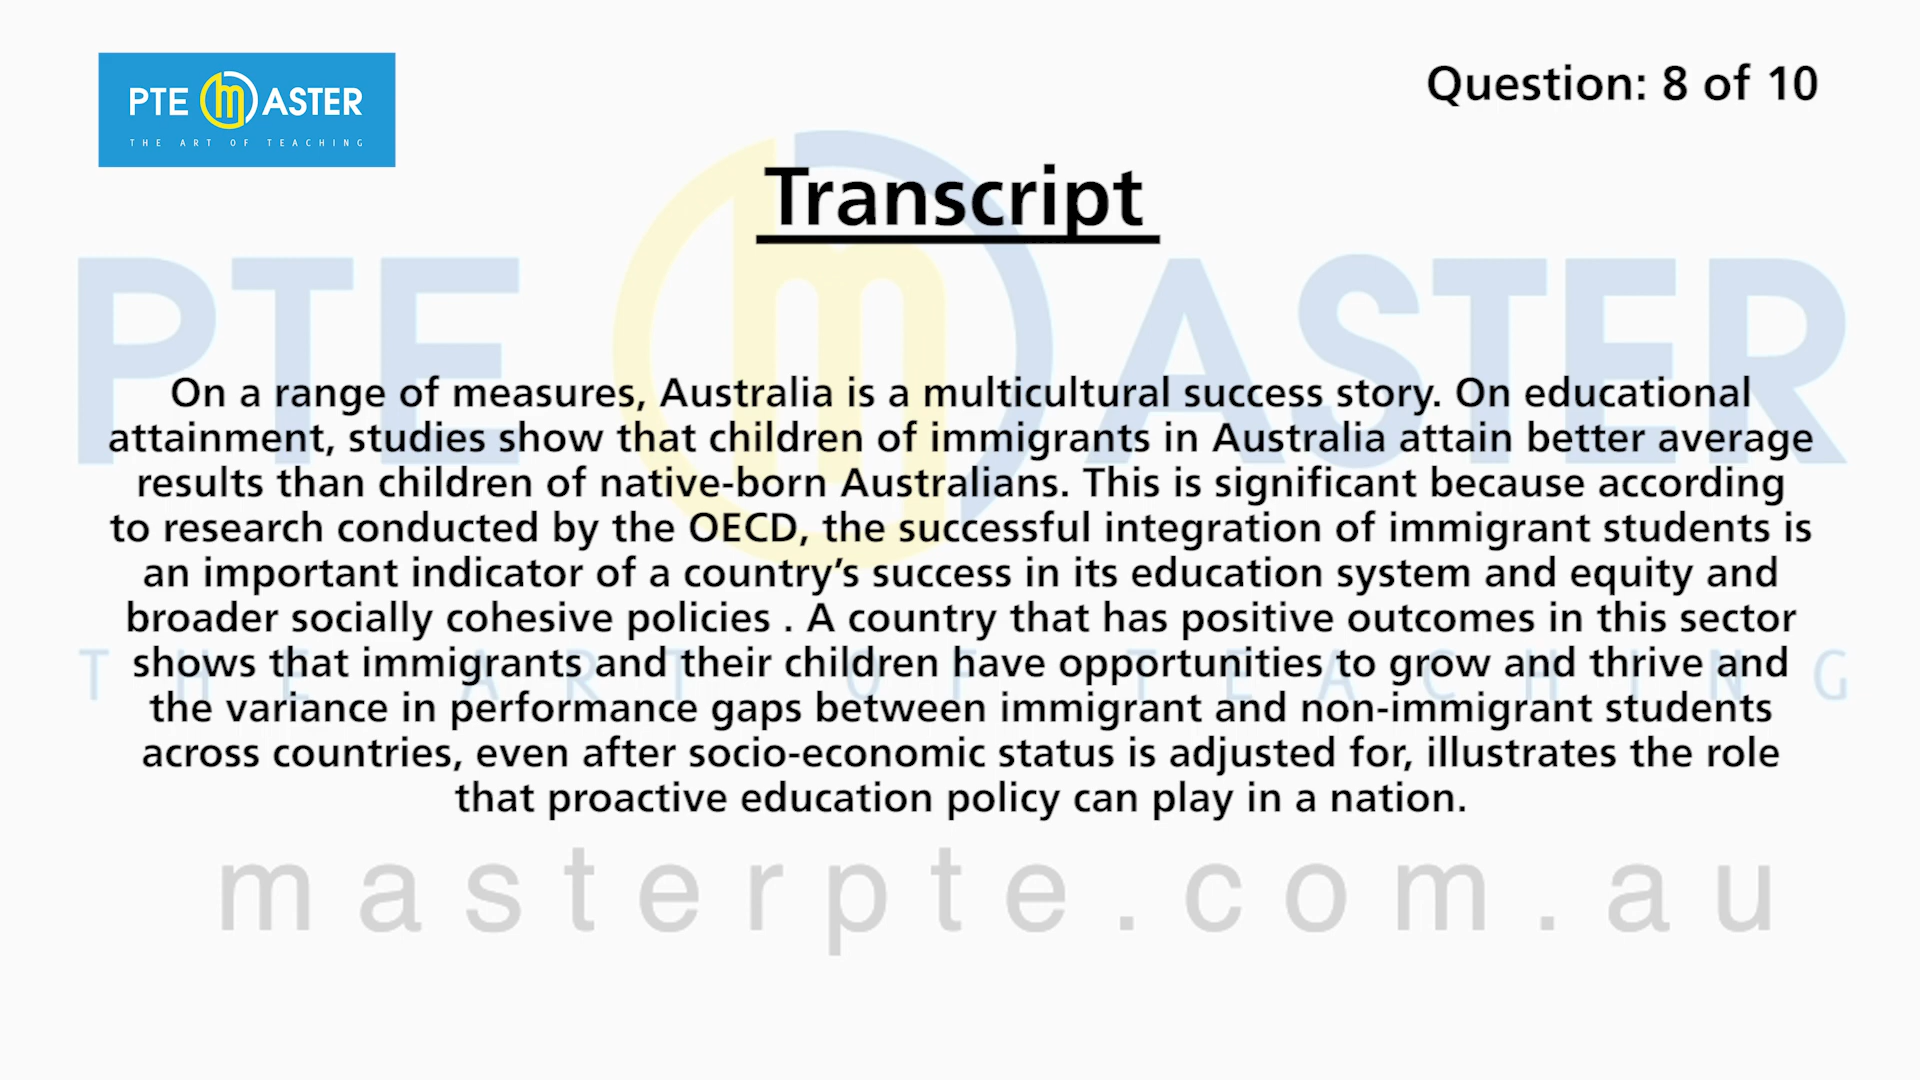 PTE MASTER
THE ART OF TEACHING
Question: 8 of 10
Transcript
PTE MASTER
On a range of measures, Australia is a multicultural success story. On educational
attainment, studies show that children of immigrants in Australia attain better average
results than children of native-born Australians. This is significant because according
to research conducted by the OECD, the successful integration of immigrant students is
an important indicator of a country’s success in its education system and equity and
broader socially cohesive policies . A country that has positive outcomes in this sector
shows that immigrants and their children have opportunities to grow and thrive and
THE ART OF TEACHING
the variance in performance gaps between immigrant and non-immigrant students
across countries, even after socio-economic status is adjusted for, illustrates the role
that proactive education policy can play in a nation.
masterpte.com.au